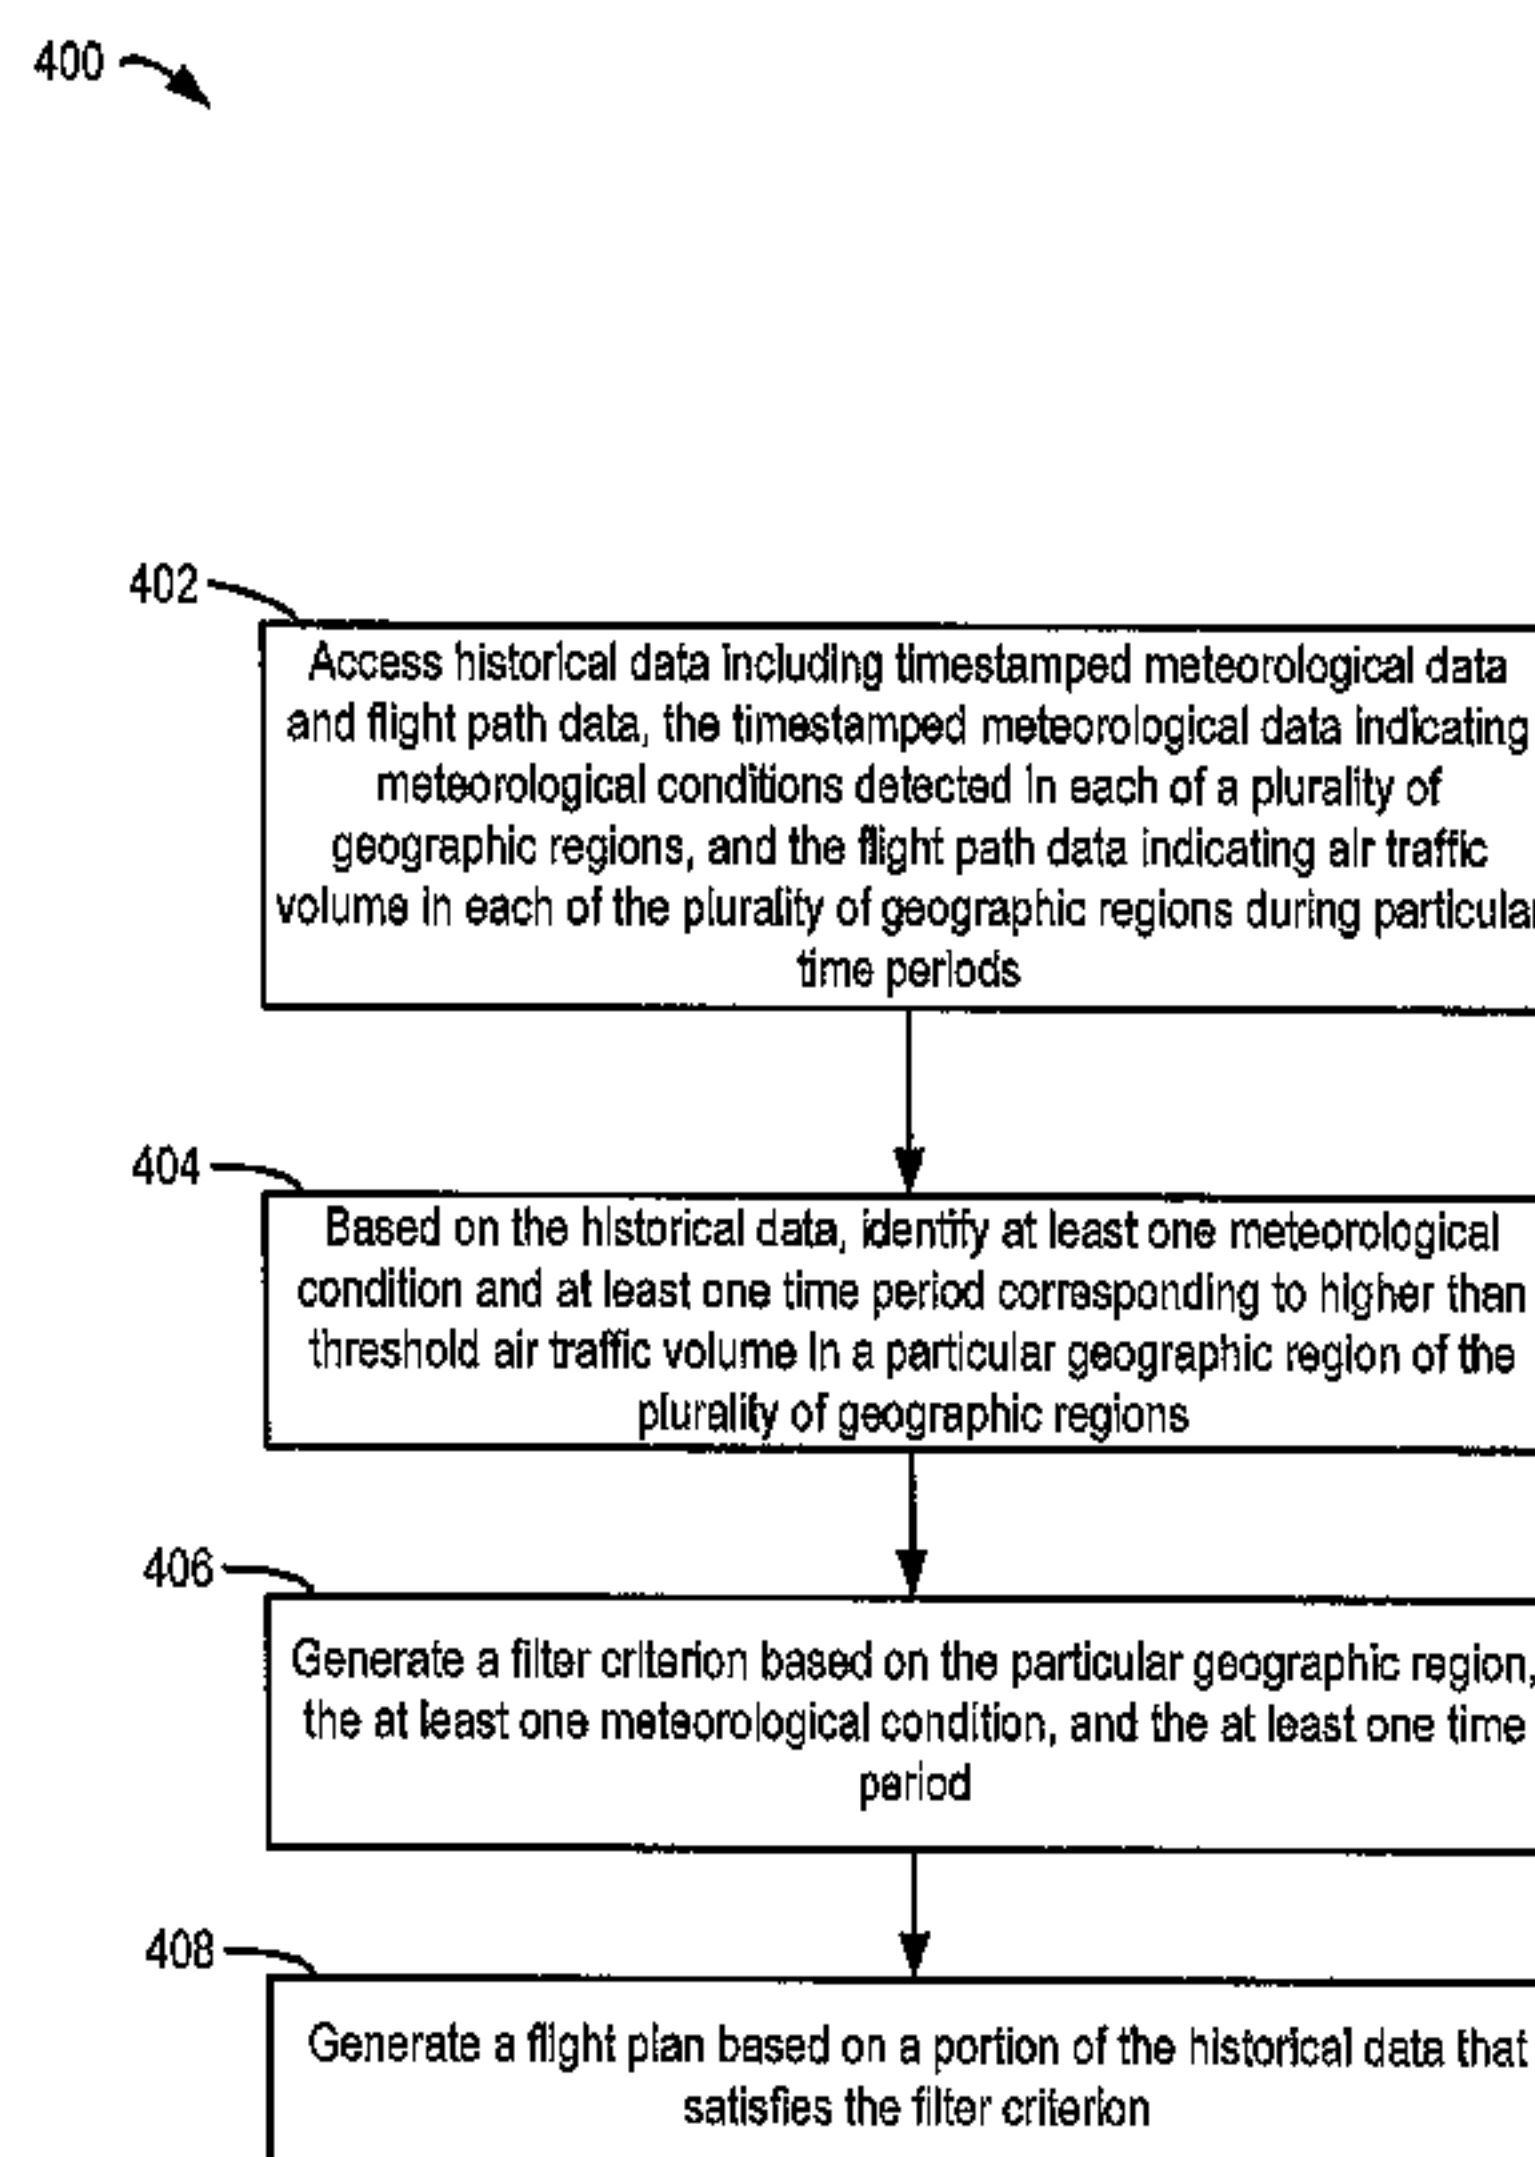 400
402
Access historical data including timestamped meteorological data
and flight path data, the timestamped meteorological data indicating
meteorological conditions detected in each of a plurality of
geographic regions, and the flight path data indicating air traffic
volume in each of the plurality of geographic regions during particular
time periods
404
Based on the historical data, identify at least one meteorological
condition and at least one time period corresponding to higher than
threshold air traffic volume in a particular geographic region of the
plurality of geographic regions
406
Generate a filter criterion based on the particular geographic region,
the at least one meteorological condition, and the at least one time
period
408
Generate a flight plan based on a portion of the historical data that
satisfies the filter criterion